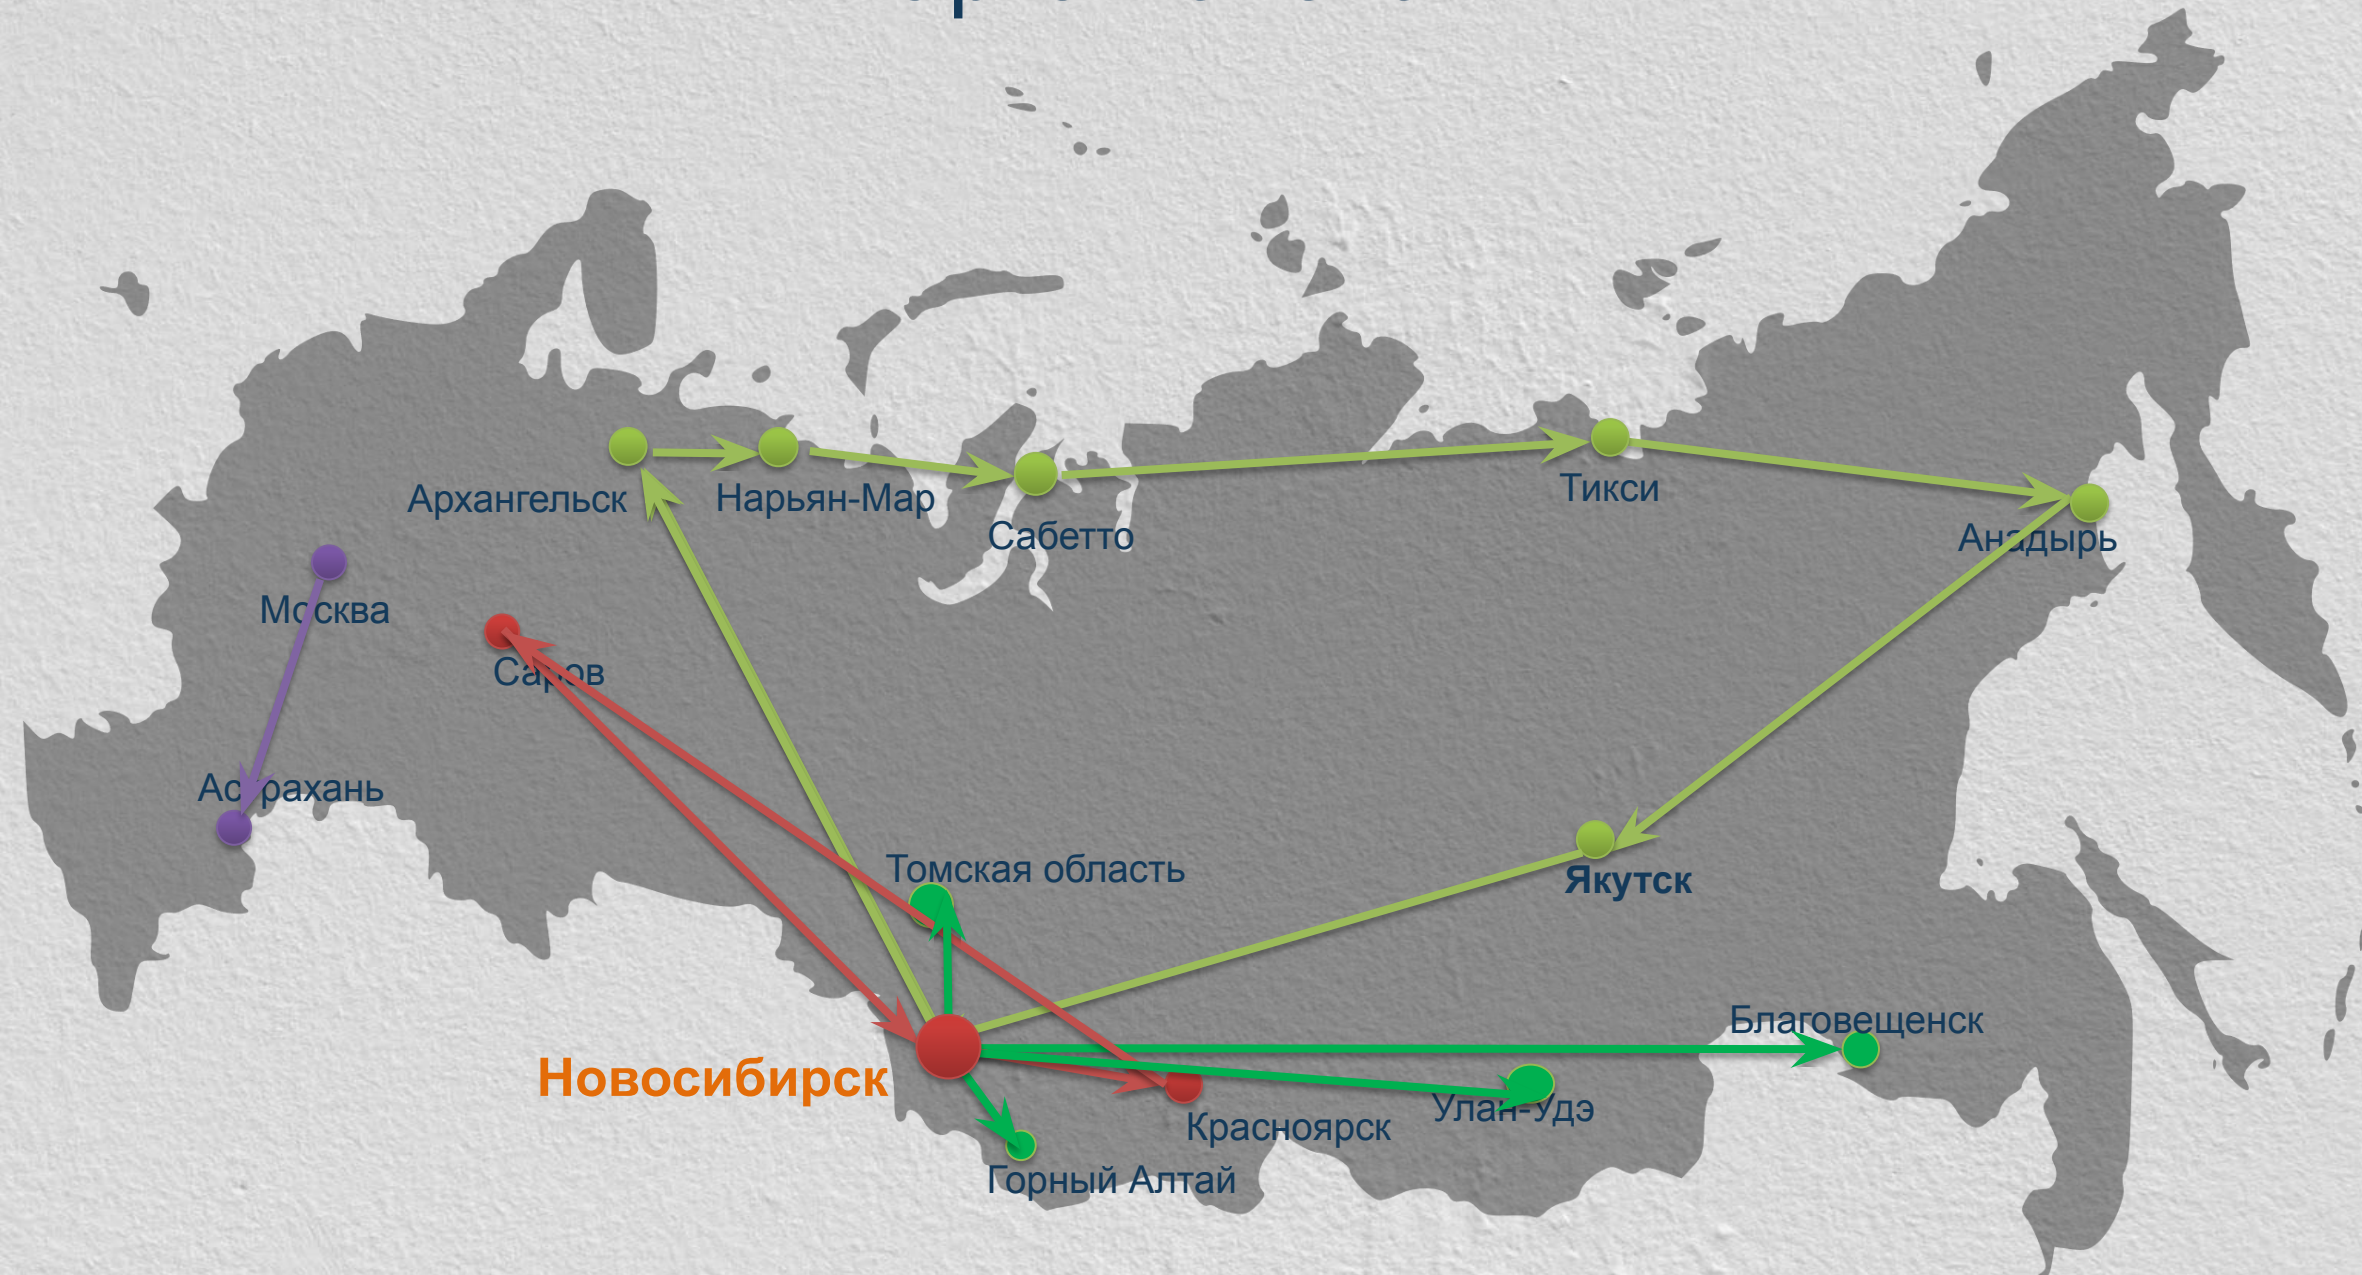 Архангельск
Нарьян-Мар
Сабетто
Тикси
Анадырь
Москва
Саров
Астрахань
Томская область
Якутск
Благовещенск
Новосибирск
Улан-Удэ
Красноярск
Горный Алтай